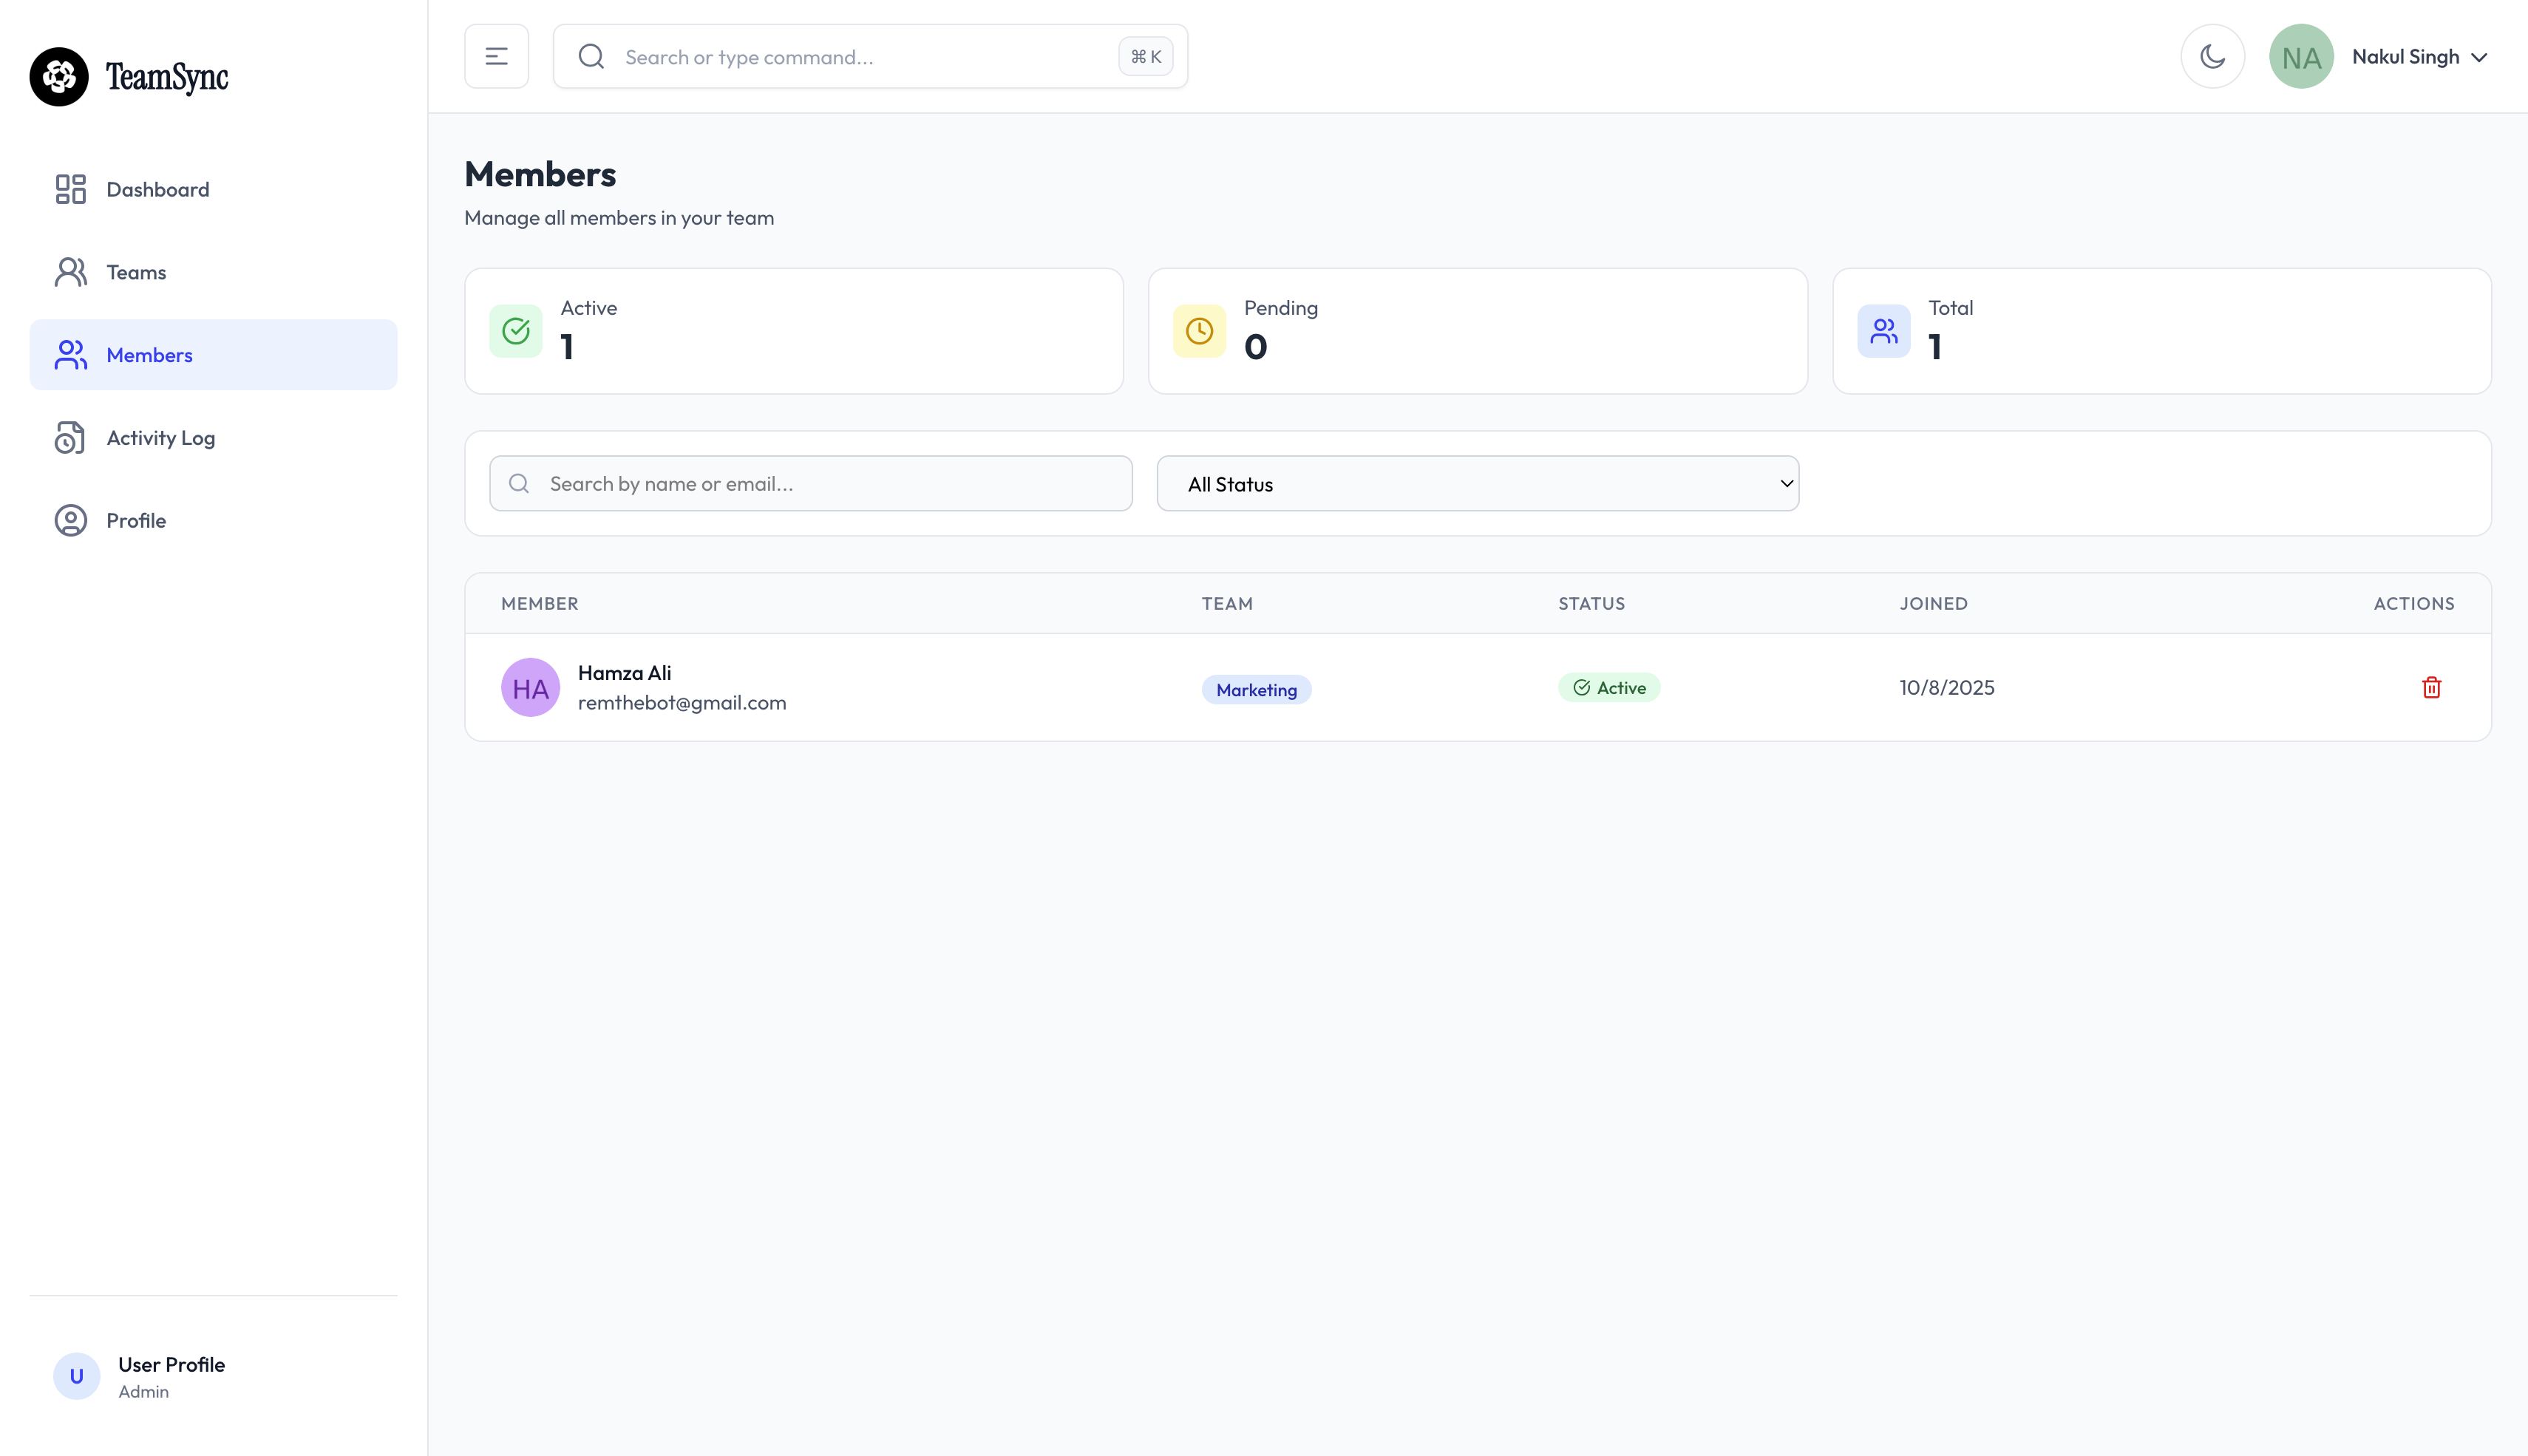 TeamSync
Dashboard
Teams
Members
Activity Log
Profile
U
User Profile
Admin
Search or type command...
⌘ K
NA
Nakul Singh
Members
Manage all members in your team
Active
1
Pending
0
Total
1
Search by name or email...
All Status
MEMBER TEAM STATUS JOINED ACTIONS
HA
Hamza Ali
remthebot@gmail.com
Marketing
Active
10/8/2025